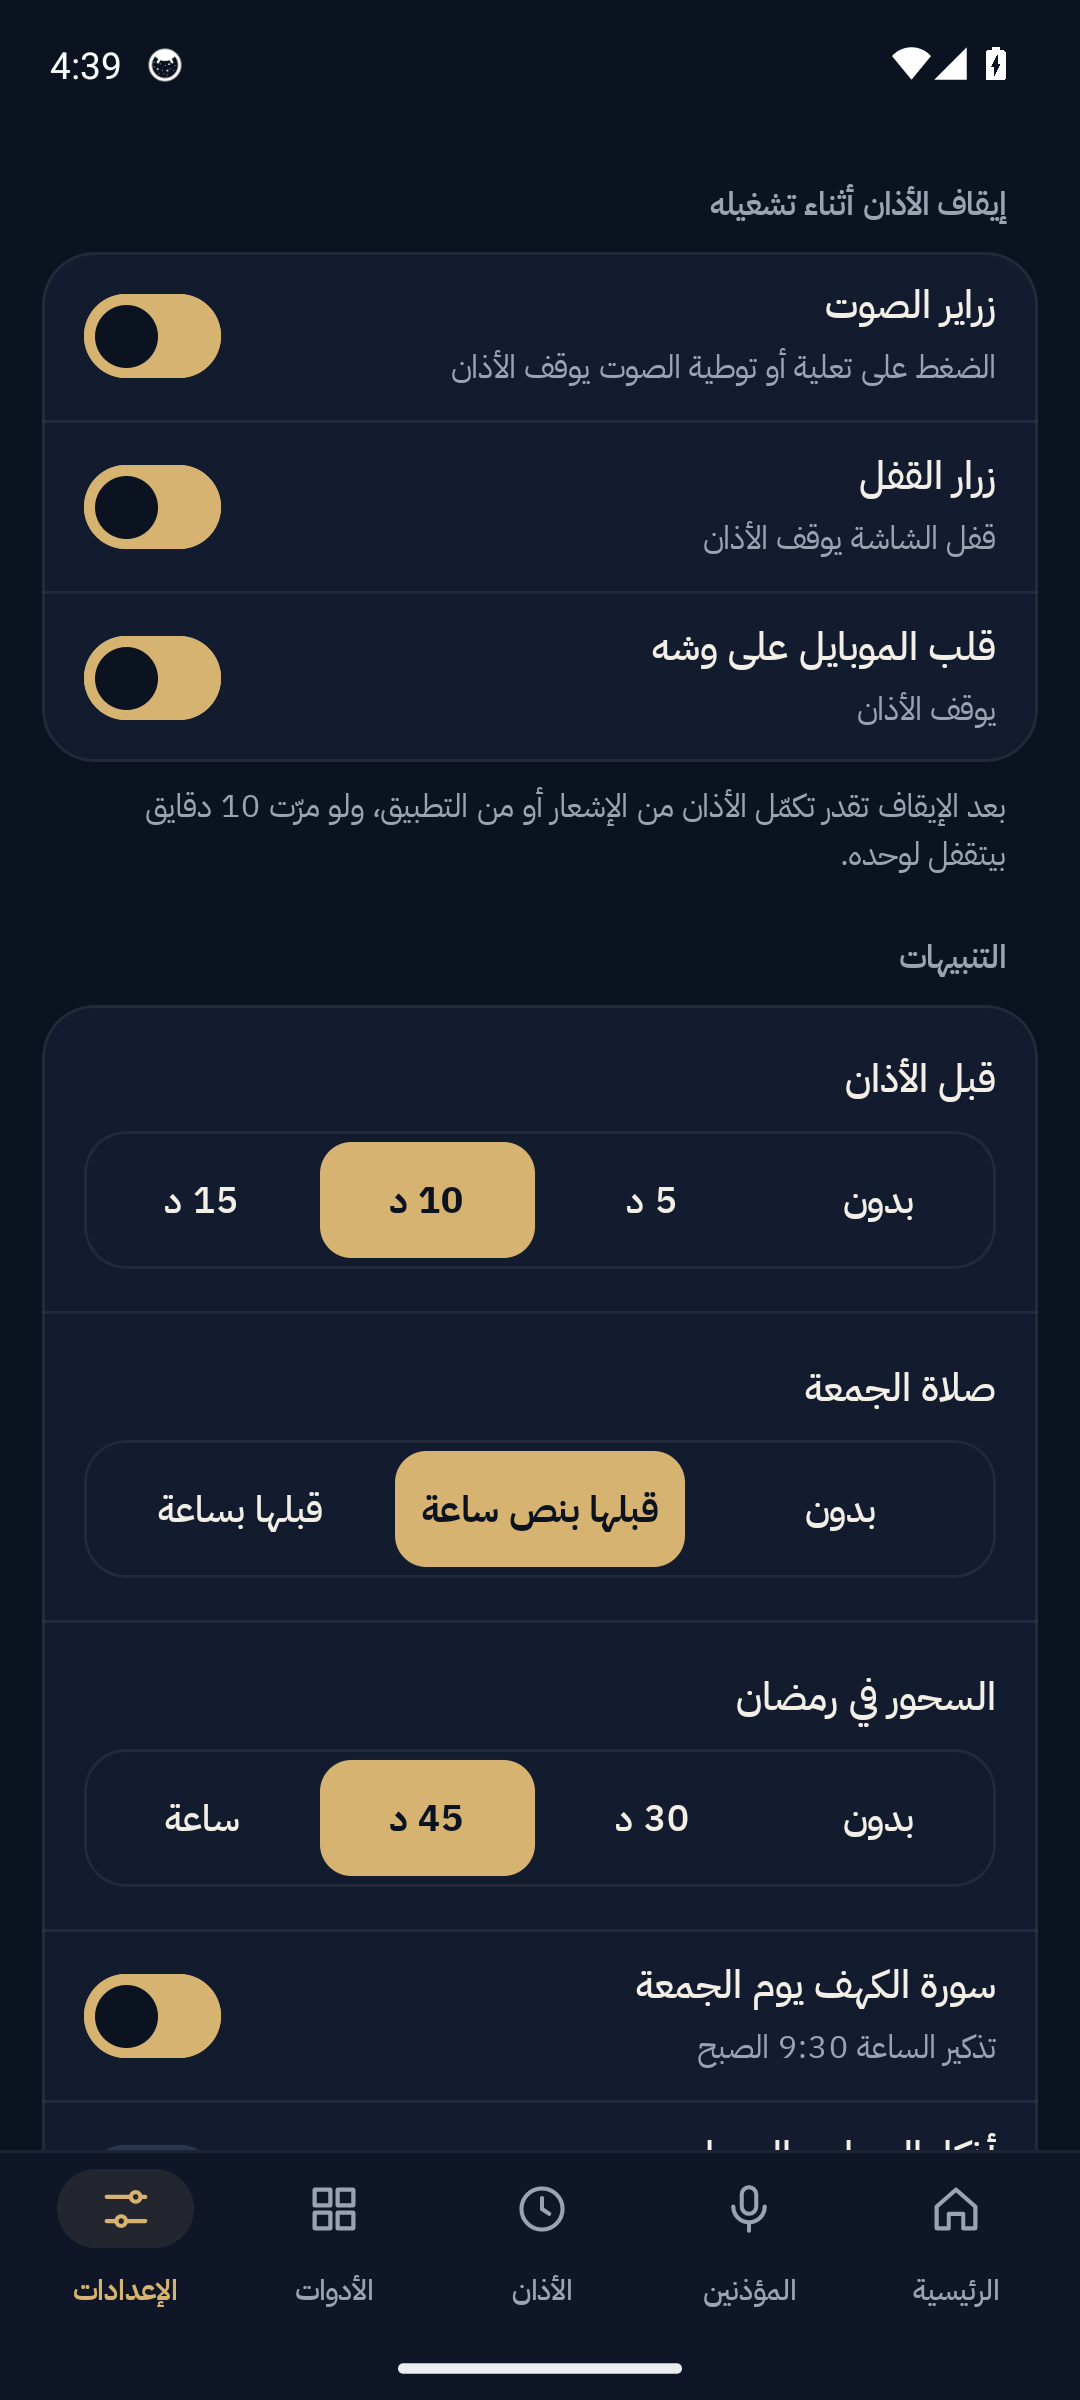 4:39
إيقاف الأذان أثناء تشغيله
زراير الصوت
الضغط على تعلية أو توطية الصوت يوقف الأذان
زرار القفل
قفل الشاشة يوقف الأذان
قلب الموبايل على وشه
يوقف الأذان
بعد الإيقاف تقدر تكمّل الأذان من الإشعار أو من التطبيق، ولو مرّت 10 دقايق
بيتقفل لوحده.
التنبيهات
قبل الأذان
بدون 5 د 10 د 15 د
صلاة الجمعة
بدون قبلها بنص ساعة قبلها بساعة
السحور في رمضان
بدون 30 د 45 د ساعة
سورة الكهف يوم الجمعة
تذكير الساعة 9:30 الصبح
الرئيسية المؤذنين الأذان الأدوات الإعدادات